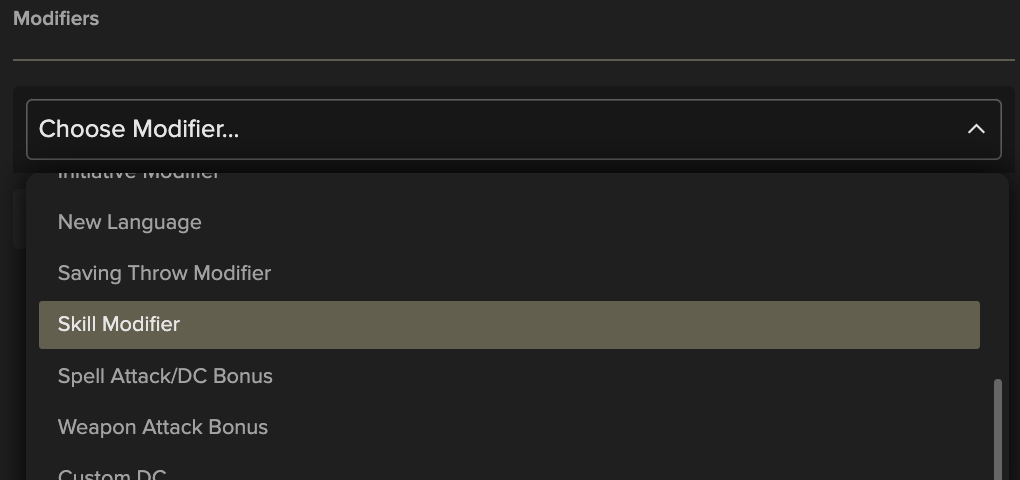 Modifiers
Choose Modifier...
Initiative Modifier
New Language
Saving Throw Modifier
Skill Modifier
Spell Attack/DC Bonus
Weapon Attack Bonus
Custom DC